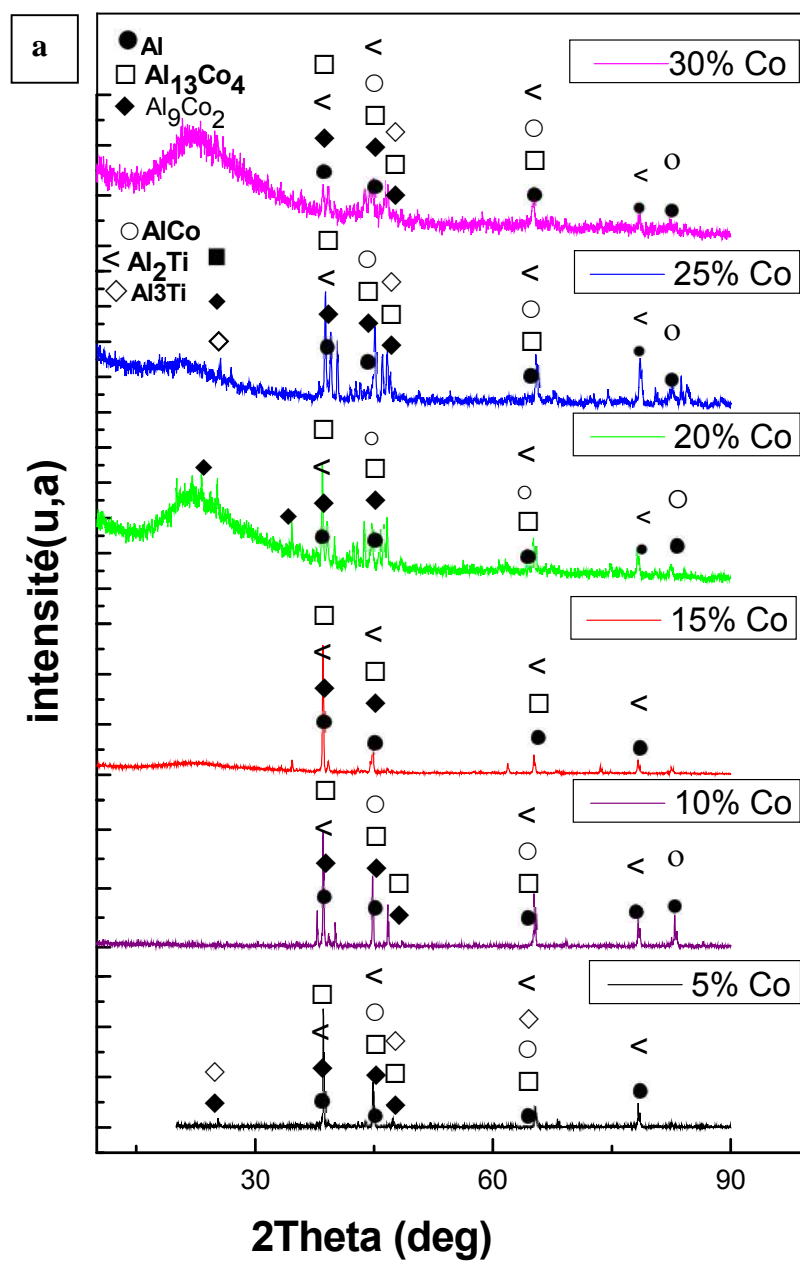 a
Al
Al13Co4
Al9Co2
30% Co
AlCo
Al2Ti
Al3Ti
25% Co
20% Co
15% Co
10% Co
5% Co
intensité(u,a)
30 60 90
2Theta (deg)